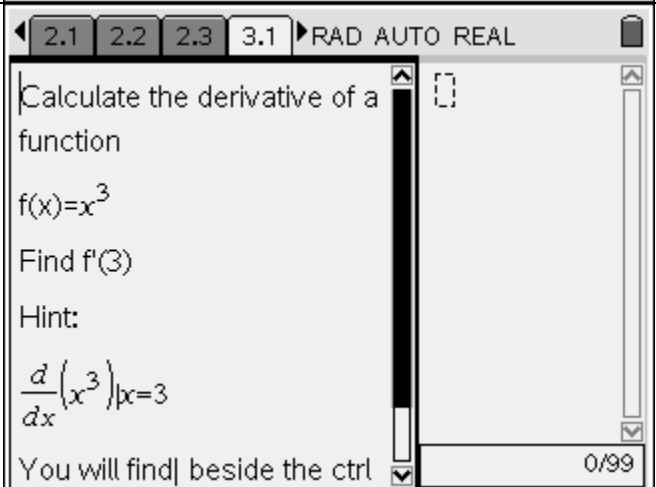 2.1 2.2 2.3 3.1 RAD AUTO REAL
Calculate the derivative of a
function
f(x)=x³
Find f'(3)
Hint:
d/dx(x³)|x=3
You will find| beside the ctrl
0/99